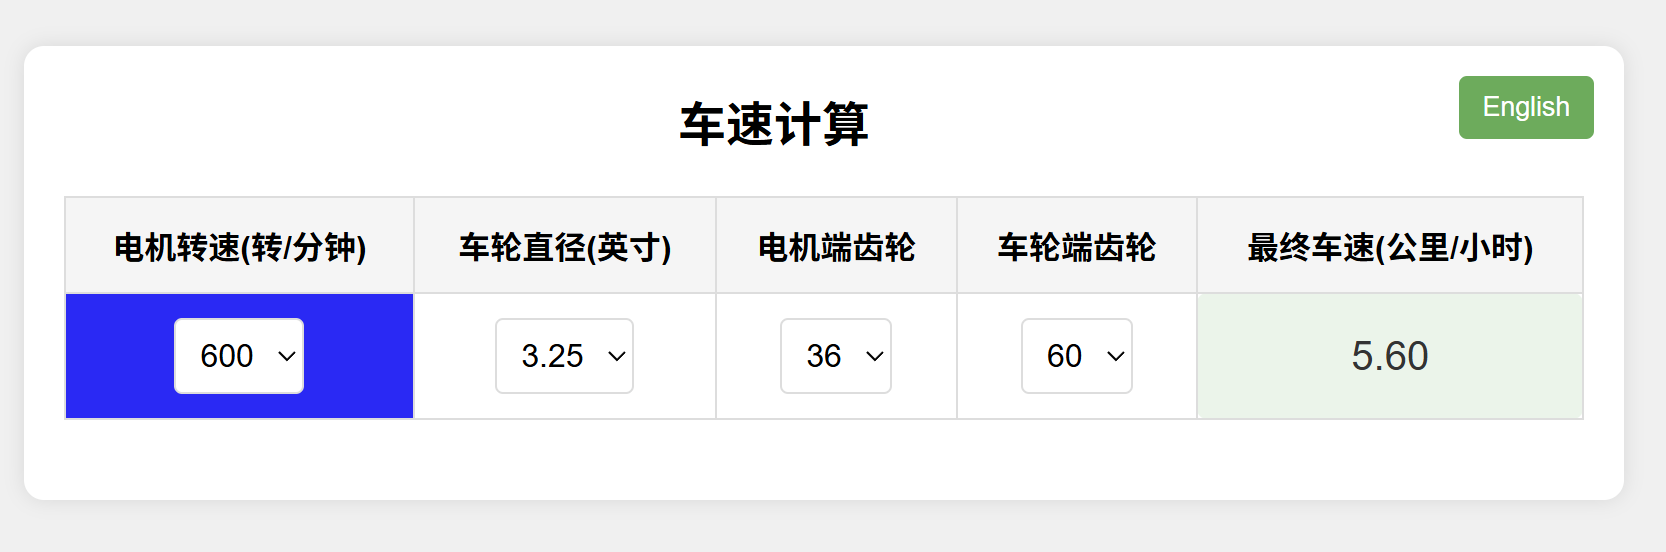 English
车速计算
电机转速(转/分钟) 车轮直径(英寸) 电机端齿轮 车轮端齿轮 最终车速(公里/小时)
600 3.25 36 60 5.60